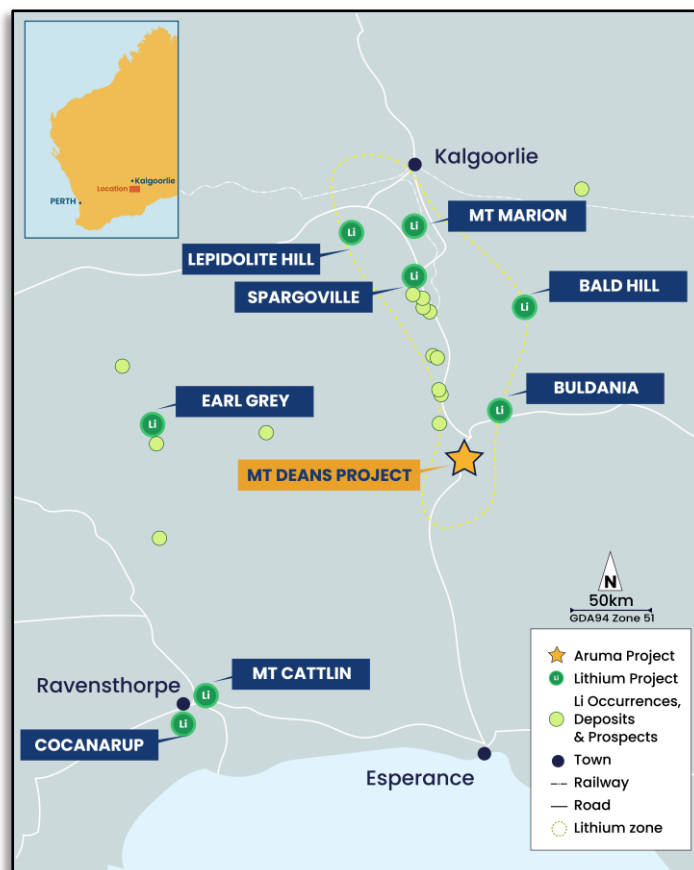 Kalgoorlie
Location
PERTH
Kalgoorlie
MT MARION
Li
Li
LEPIDOLITE HILL
SPARGOVILLE
Li
BALD HILL
Li
BULDANIA
EARL GREY
Li
Li
MT DEANS PROJECT
N
50km
GDA94 Zone 51
Aruma Project
Li
Lithium Project
Li Occurrences,
Deposits
& Prospects
Town
Railway
Road
Lithium zone
MT CATTLIN
Ravensthorpe
Li
Li
COCANARUP
Esperance